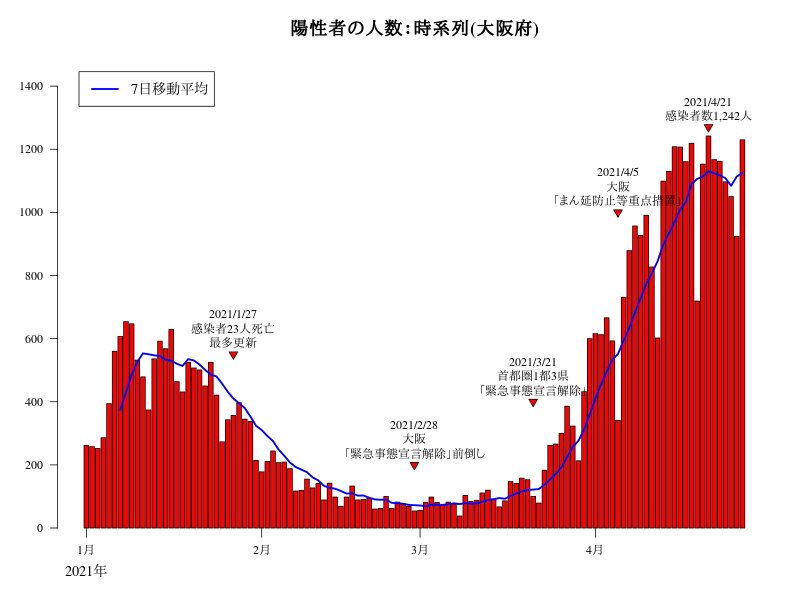 陽性者の人数：時系列(大阪府)
7日移動平均
1400
1200
1000
800
600
400
200
0
2021/1/27
感染者23人死亡
最多更新
2021/2/28
大阪
「緊急事態宣言解除」前倒し
2021/3/21
首都圏1都3県
「緊急事態宣言解除」
2021/4/5
大阪
「まん延防止等重点措置」
2021/4/21
感染者数1,242人
1月
2月
3月
4月
2021年